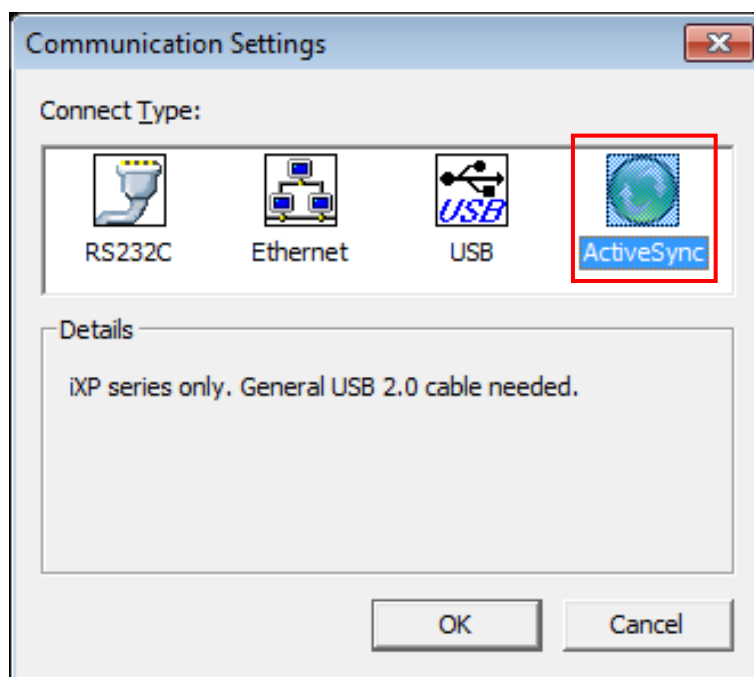 Communication Settings
Connect Type:
USB
RS232C Ethernet USB ActiveSync
Details
iXP series only. General USB 2.0 cable needed.
OK Cancel